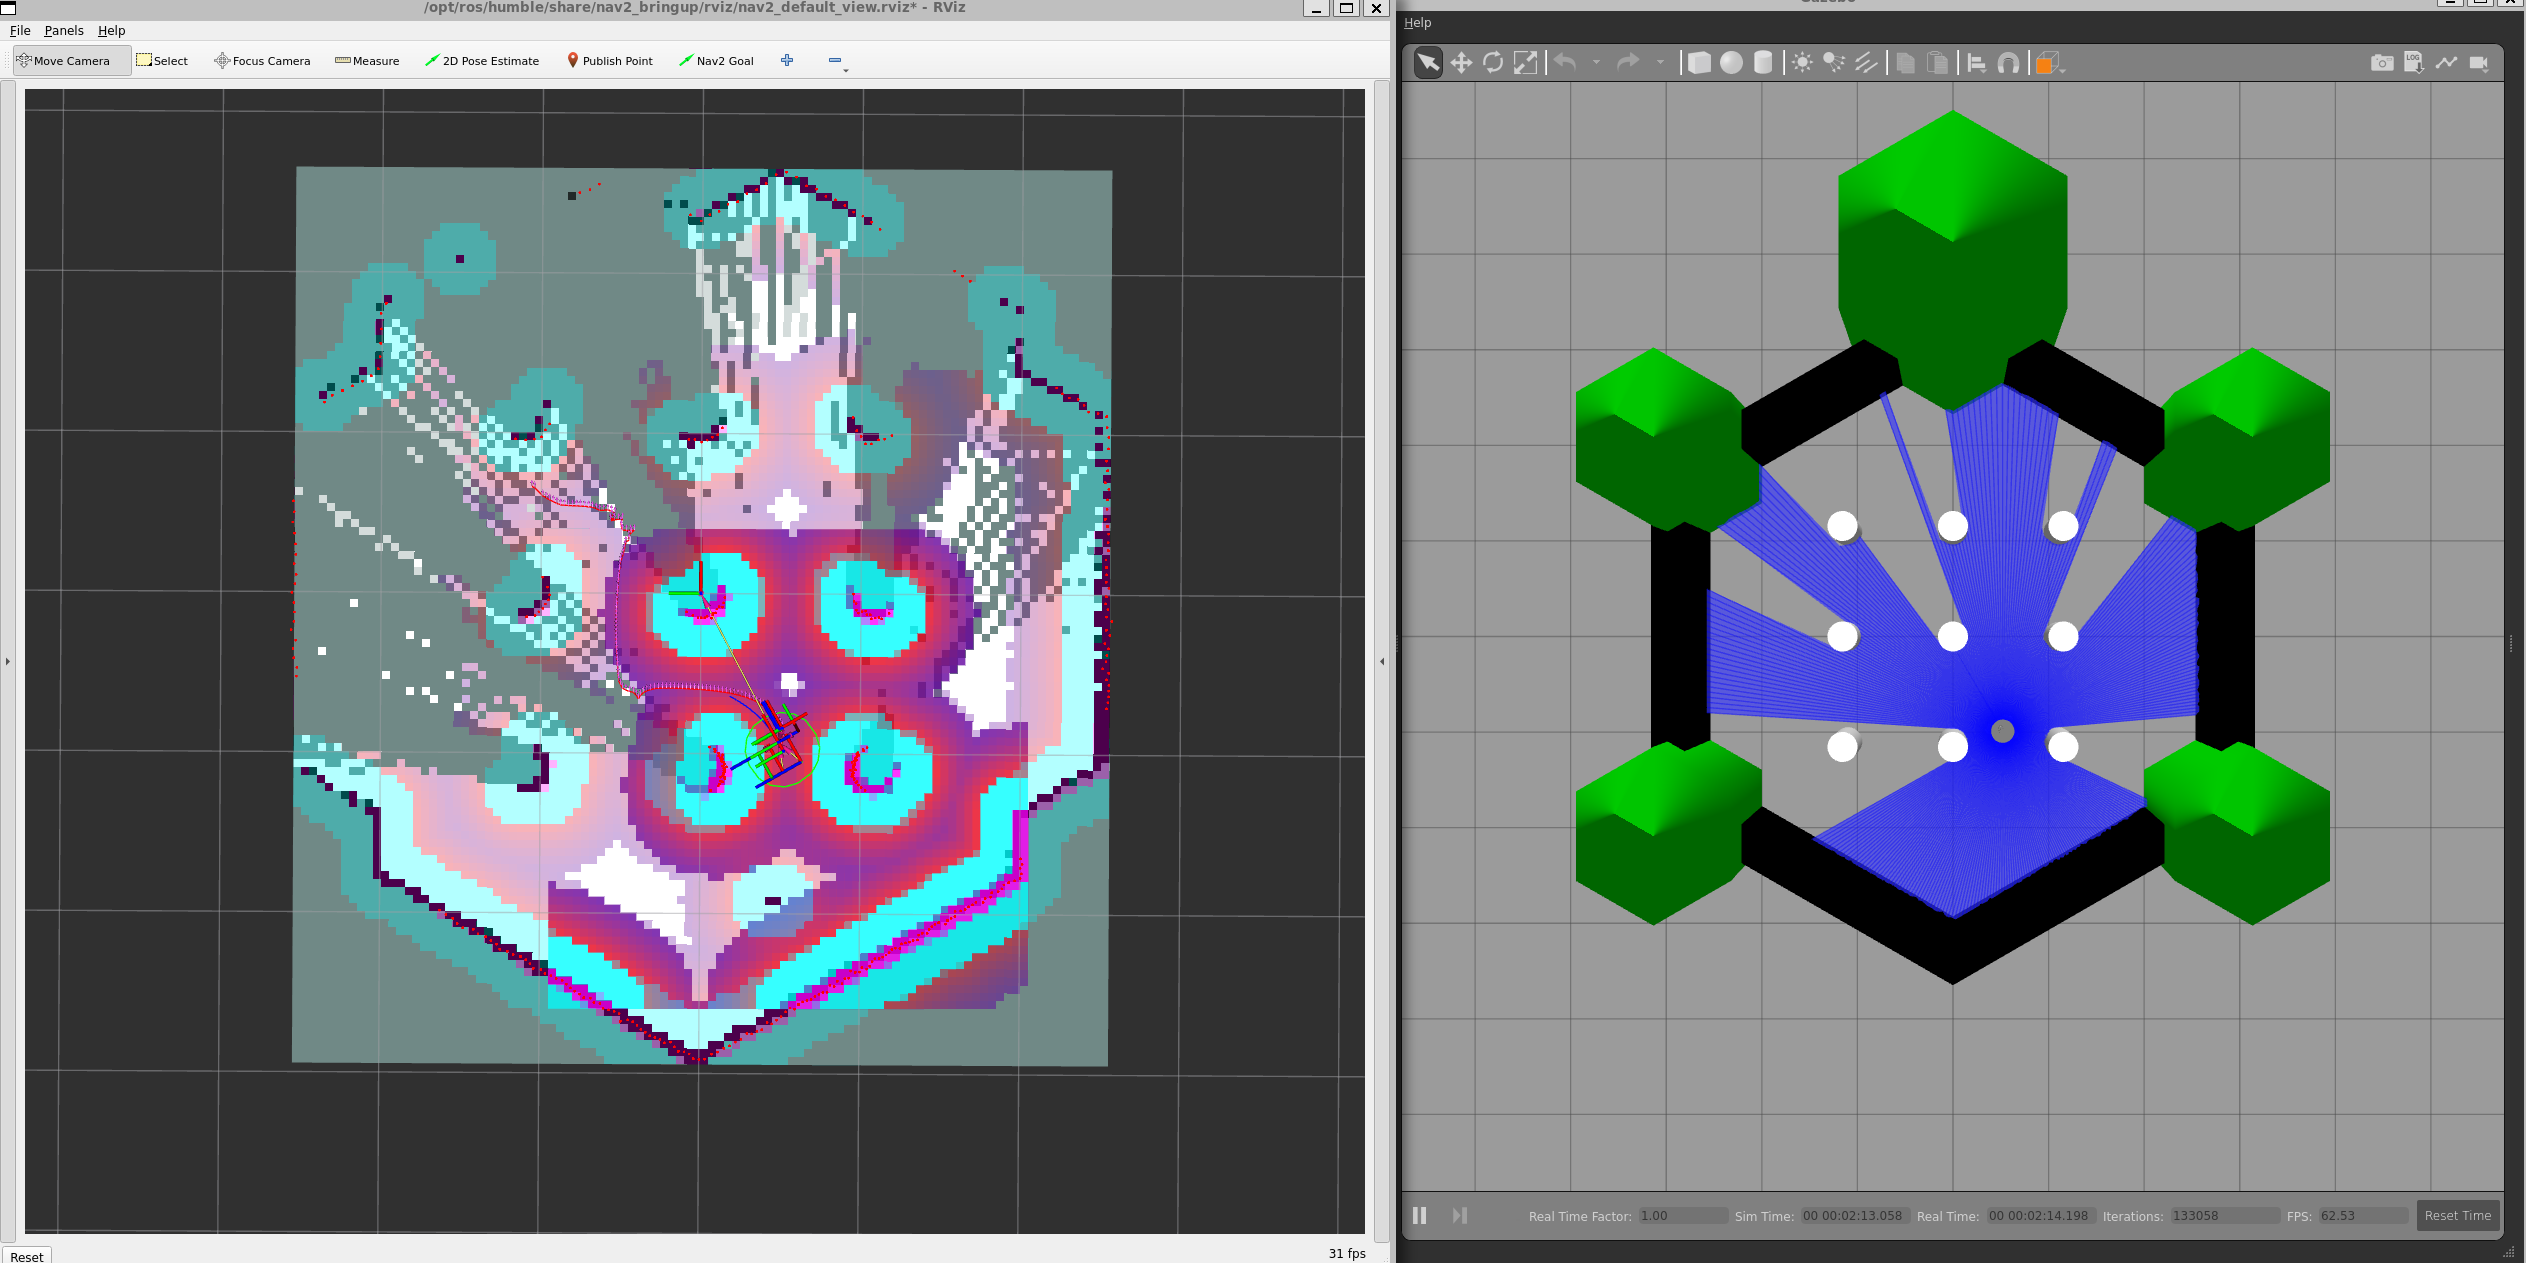 /opt/ros/humble/share/nav2_bringup/rviz/nav2_default_view.rviz* - RViz
File Panels Help
Move Camera Select Focus Camera Measure 2D Pose Estimate Publish Point Nav2 Goal
Reset
31 fps
Help
LOG
Real Time Factor: 1.00 Sim Time: 00 00:02:13.058 Real Time: 00 00:02:14.198 Iterations: 133058 FPS: 62.53 Reset Time